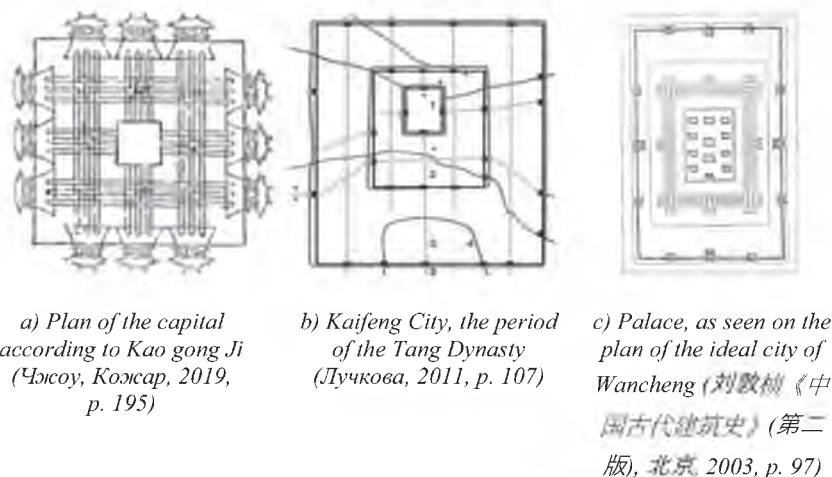 a) Plan of the capital
according to Kao gong Ji
(Чжоу, Кожар, 2019,
p. 195)
b) Kaifeng City, the period
of the Tang Dynasty
(Лучкова, 2011, p. 107)
c) Palace, as seen on the
plan of the ideal city of
Wancheng (刘敦桢《中
国古代建筑史》(第二
版), 北京, 2003, p. 97)